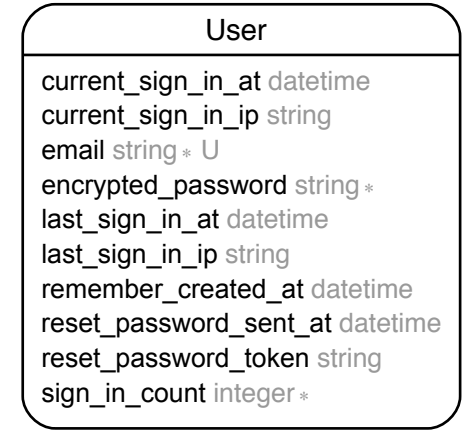 User
current_sign_in_at datetime
current_sign_in_ip string
email string * U
encrypted_password string *
last_sign_in_at datetime
last_sign_in_ip string
remember_created_at datetime
reset_password_sent_at datetime
reset_password_token string
sign_in_count integer *